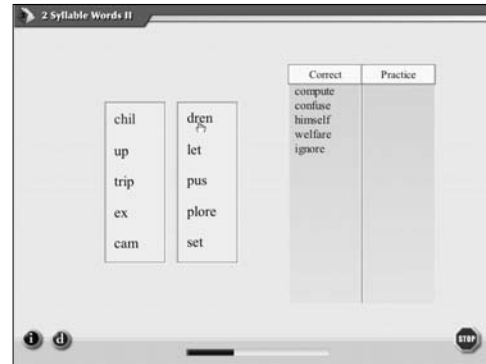 2 Syllable Words II
Correct Practice
compute
confuse
himself
welfare
ignore
chil dren
up let
trip pus
ex plore
cam set
i d
STOP